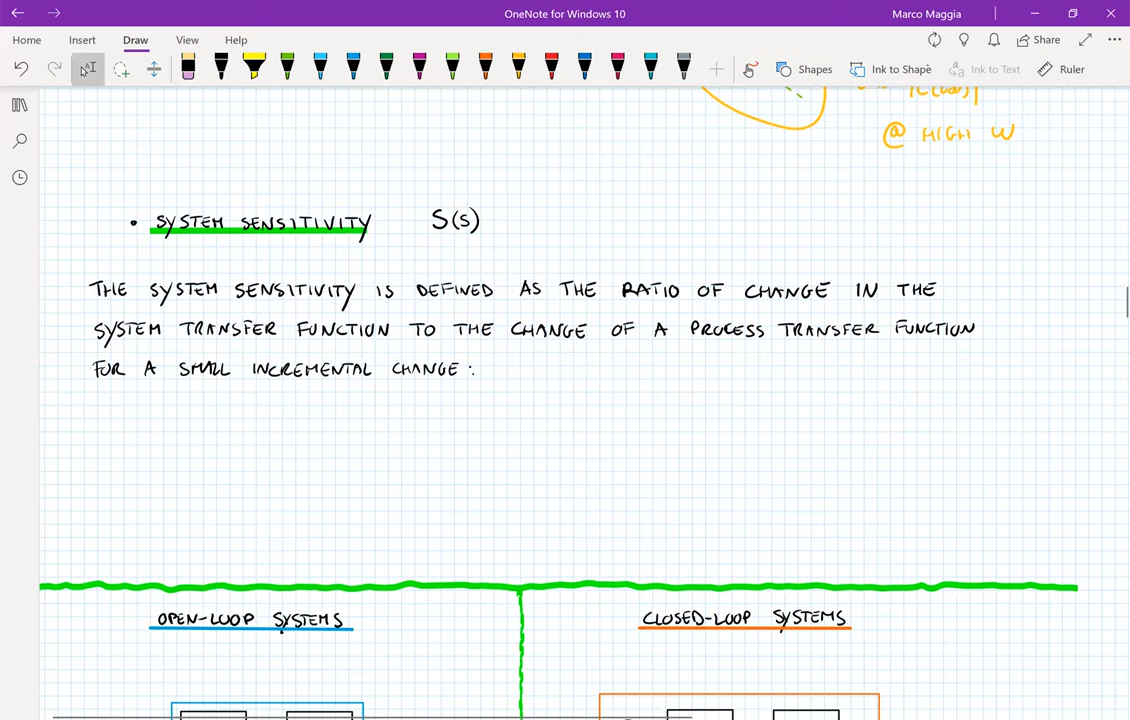 OneNote for Windows 10
Marco Maggia
Home
Insert
Draw
View
Help
Share
Shapes
Ink to Shape
Ink to Text
Ruler
@ HIGH W
• SYSTEM SENSITIVITY S(s)
THE SYSTEM SENSITIVITY IS DEFINED AS THE RATIO OF CHANGE IN THE
SYSTEM TRANSFER FUNCTION TO THE CHANGE OF A PROCESS TRANSFER FUNCTION
FOR A SMALL INCREMENTAL CHANGE:
OPEN-LOOP SYSTEMS
CLOSED-LOOP SYSTEMS